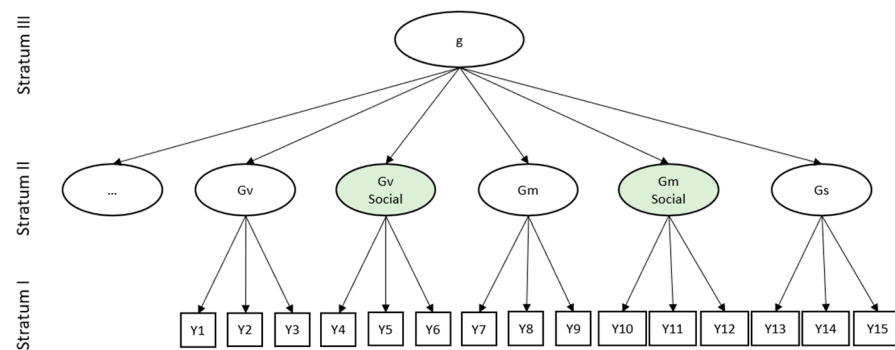 Stratum III
g
Stratum II
...
Gv
Gv
Social
Gm
Gm
Social
Gs
Stratum I
Y1
Y2
Y3
Y4
Y5
Y6
Y7
Y8
Y9
Y10
Y11
Y12
Y13
Y14
Y15